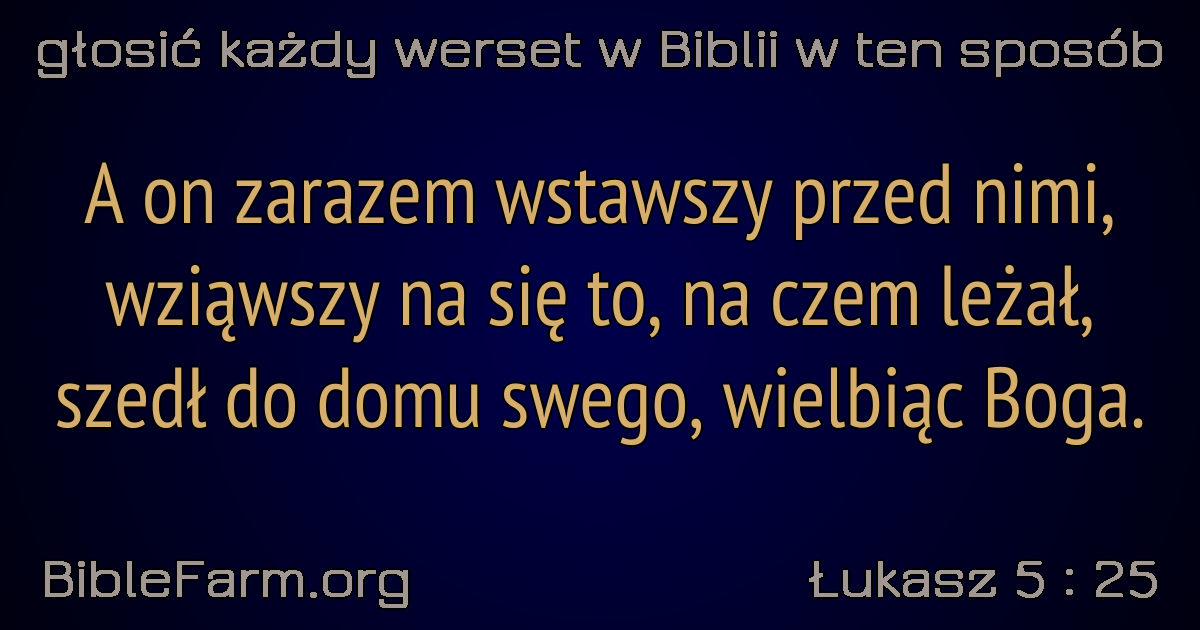 głosić każdy werset w Biblii w ten sposób
A on zarazem wstawszy przed nimi,
wziąwszy na się to, na czem leżał,
szedł do domu swego, wielbiąc Boga.
BibleFarm.org
Łukasz 5 : 25